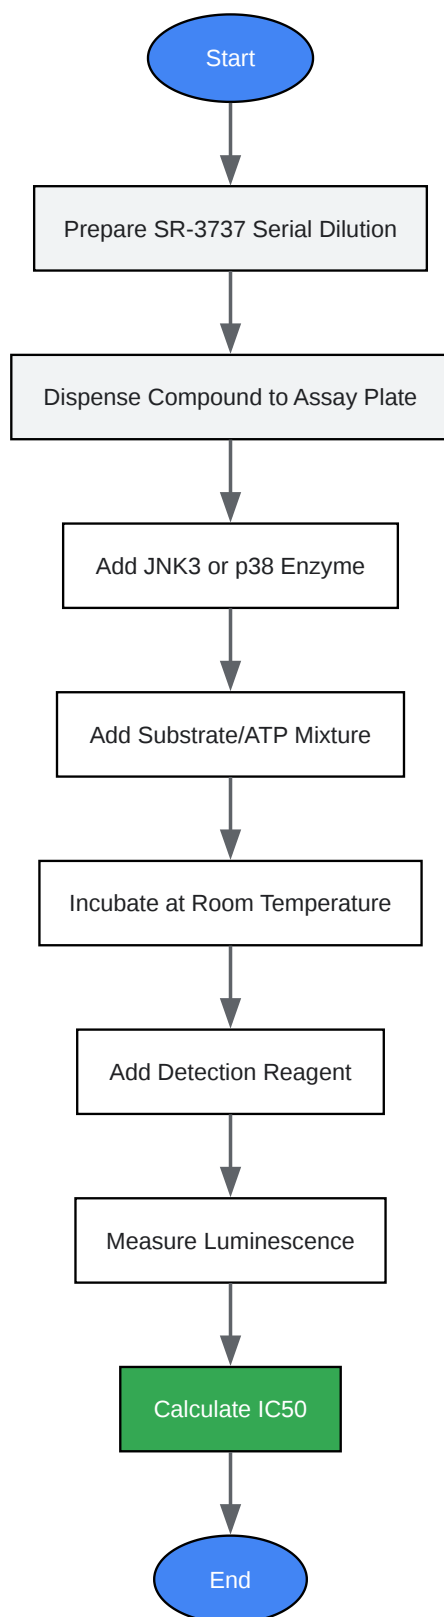 Start
Prepare SR-3737 Serial Dilution
Dispense Compound to Assay Plate
Add JNK3 or p38 Enzyme
Add Substrate/ATP Mixture
Incubate at Room Temperature
Add Detection Reagent
Measure Luminescence
Calculate IC50
End